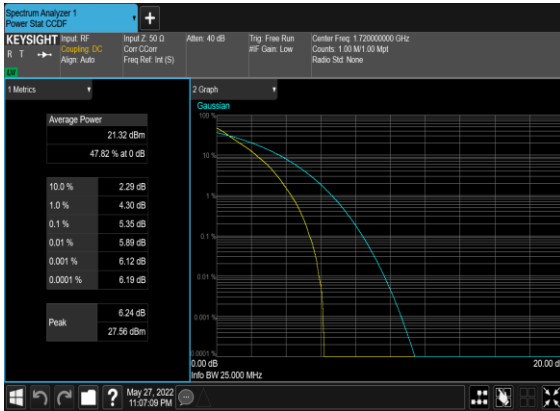 Spectrum Analyzer 1
Power Stat CCDF
+
KEYSIGHT
R T
LXI
Input: RF
Coupling: DC
Align: Auto
Input Z: 50 Ω
Corr CCorr
Freq Ref: Int (S)
Atten: 40 dB
Trig: Free Run
#IF Gain: Low
Center Freq: 1.720000000 GHz
Counts: 1.00 M/1.00 Mpt
Radio Std: None
1 Metrics
Average Power
21.32 dBm
47.82 % at 0 dB
10.0 % 2.29 dB
1.0 % 4.30 dB
0.1 % 5.35 dB
0.01 % 5.89 dB
0.001 % 6.12 dB
0.0001 % 6.19 dB
Peak
6.24 dB
27.56 dBm
2 Graph
Gaussian
100 %
10 %
1 %
0.1 %
0.01 %
0.001 %
0.0001 %
0.00 dB
20.00 d
Info BW 25.000 MHz
?
May 27, 2022
11:07:09 PM